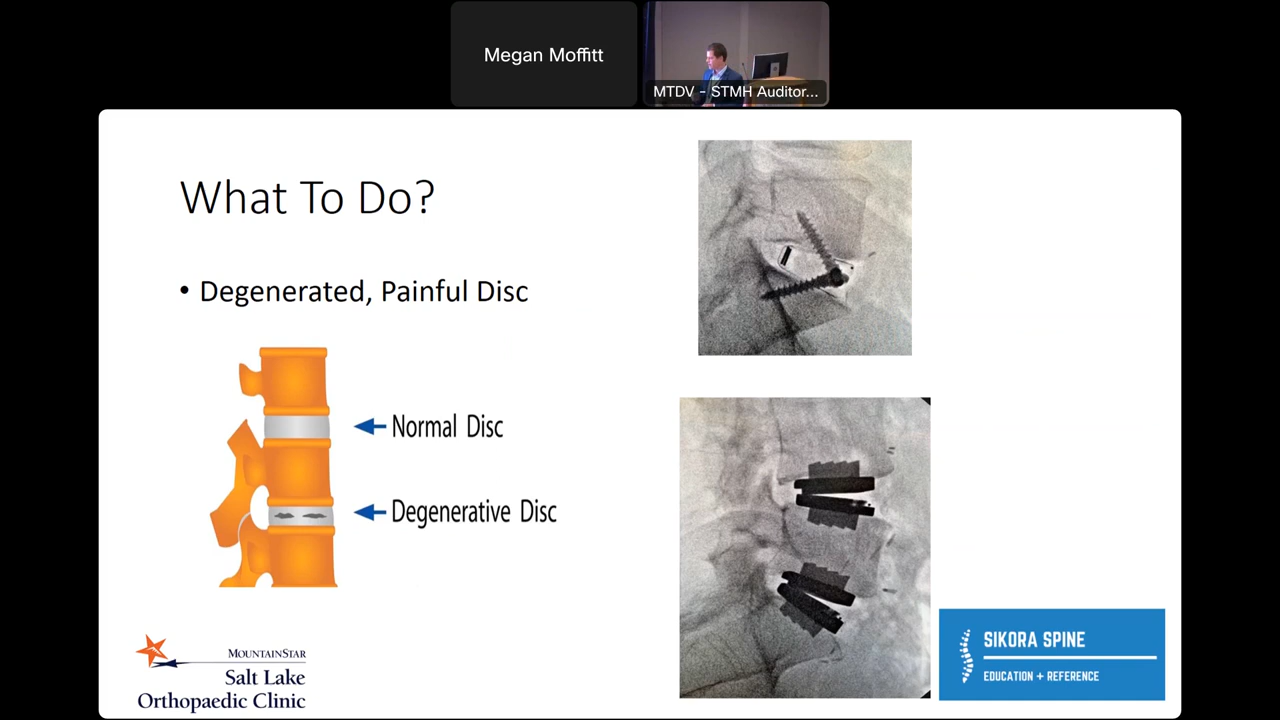 Megan Moffitt
MTDV - STMH Auditor...
What To Do?
• Degenerated, Painful Disc
Normal Disc
Degenerative Disc
MOUNTAINSTAR
Salt Lake
Orthopaedic Clinic
SIKORA SPINE
EDUCATION + REFERENCE